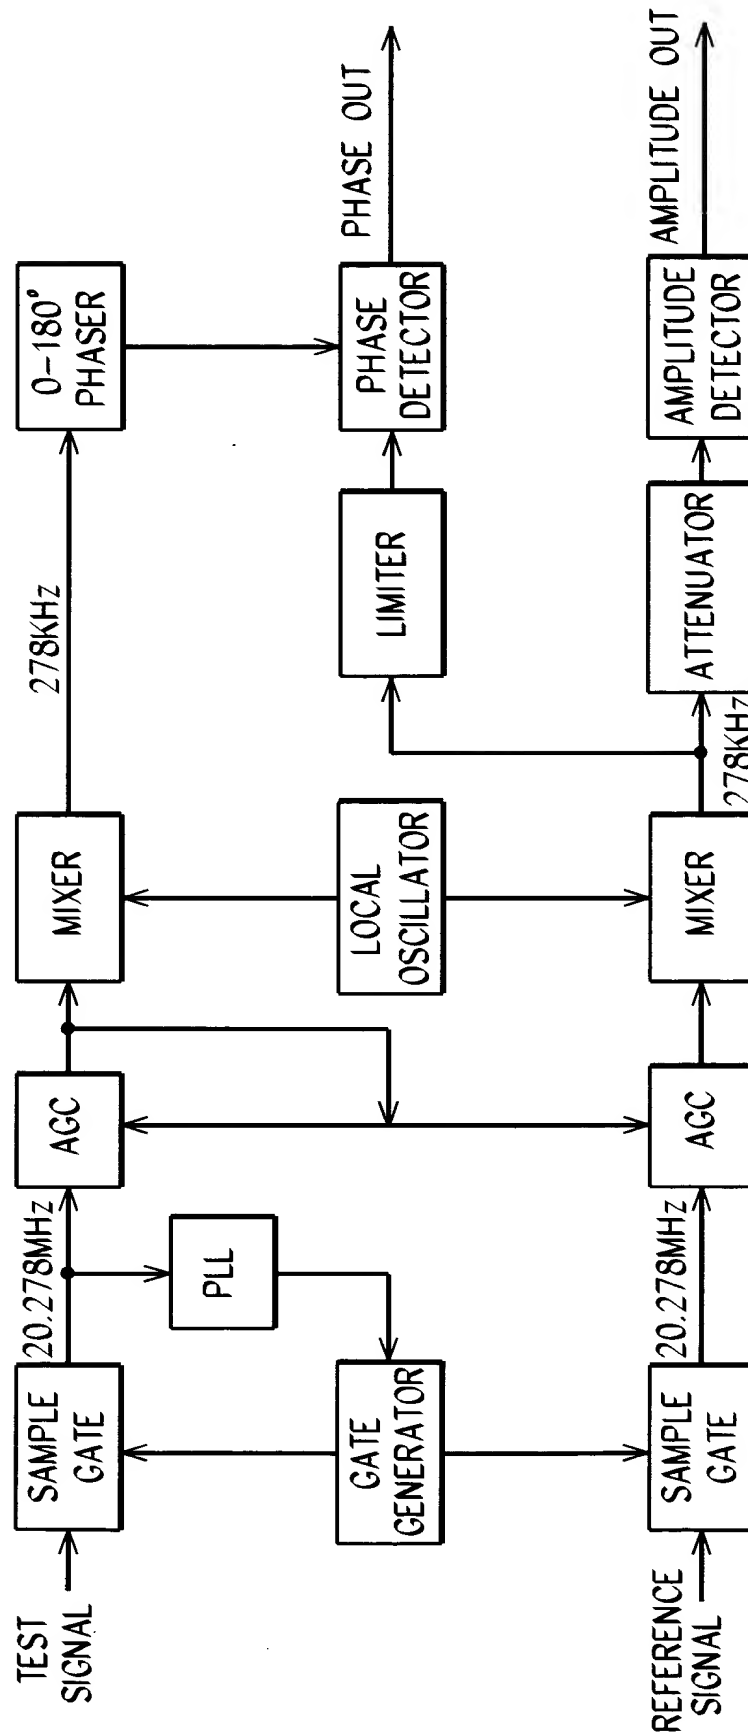 TEST
SIGNAL
SAMPLE
GATE
20.278MHz
AGC
MIXER
278KHz
0-180°
PHASER
PLL
GATE
GENERATOR
LOCAL
OSCILLATOR
LIMITER
PHASE
DETECTOR
PHASE OUT
REFERENCE
SIGNAL
SAMPLE
GATE
20.278MHz
AGC
MIXER
278KHz
ATTENUATOR
AMPLITUDE
DETECTOR
AMPLITUDE OUT